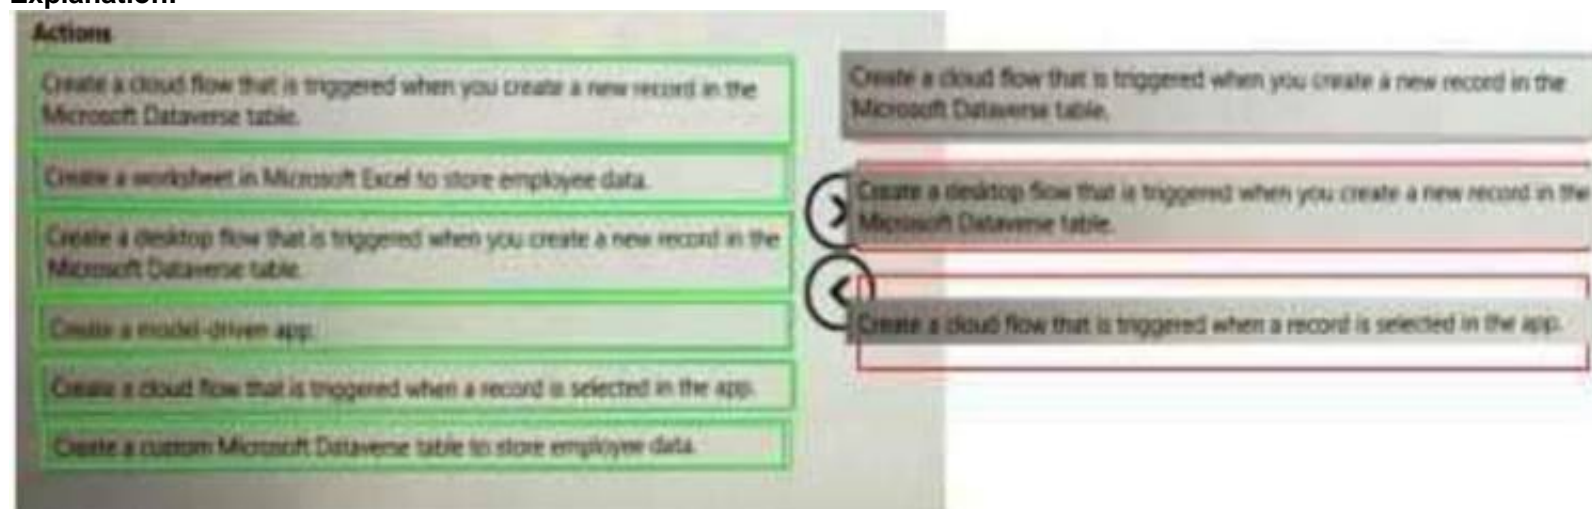 Explanation:
Actions
Create a cloud flow that is triggered when you create a new record in the
Microsoft Dataverse table.
Create a worksheet in Microsoft Excel to store employee data.
Create a desktop flow that is triggered when you create a new record in the
Microsoft Dataverse table.
Create a model-driven app.
Create a cloud flow that is triggered when a record is selected in the app.
Create a custom Microsoft Dataverse table to store employee data.
Create a cloud flow that is triggered when you create a new record in the
Microsoft Dataverse table.
Create a desktop flow that is triggered when you create a new record in the
Microsoft Dataverse table.
Create a cloud flow that is triggered when a record is selected in the app.